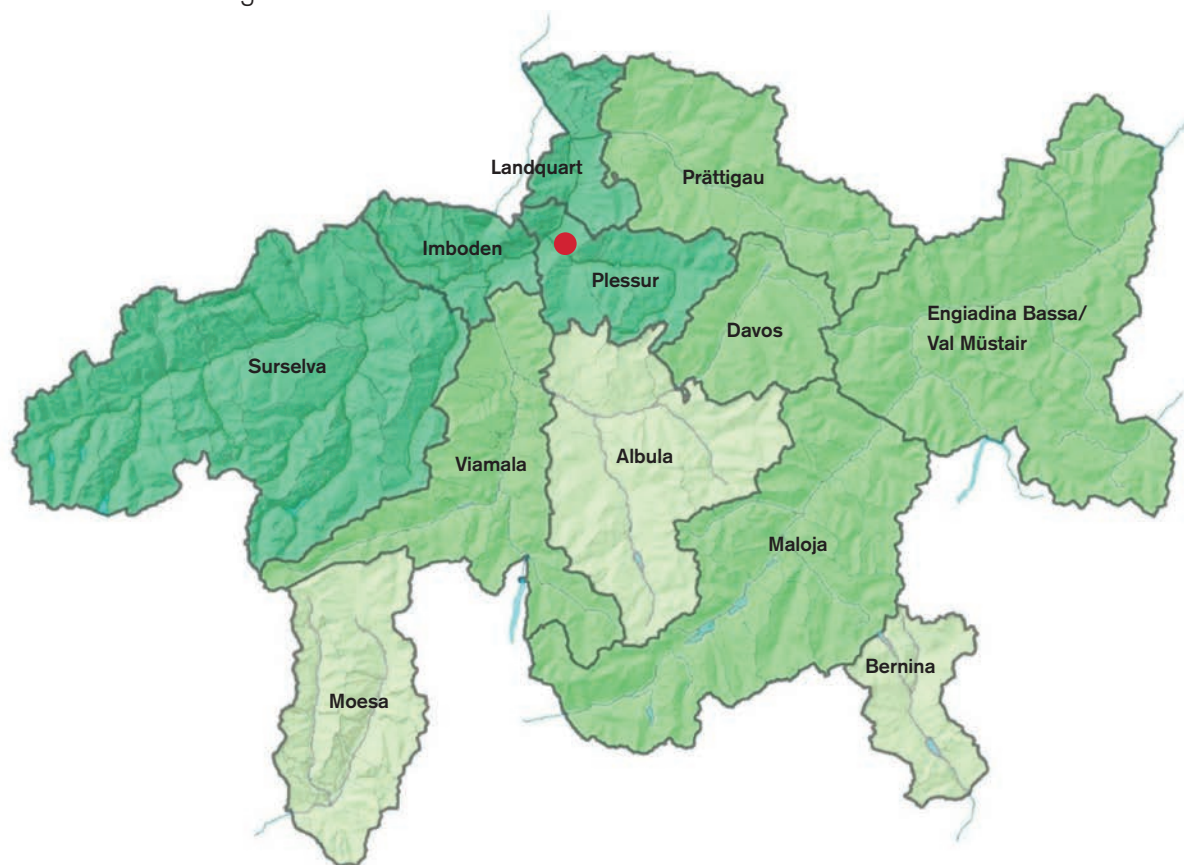 Landquart
Prättigau
Imboden
Plessur
Engiadina Bassa/
Val Müstair
Davos
Surselva
Viamala
Albula
Maloja
Bernina
Moesa